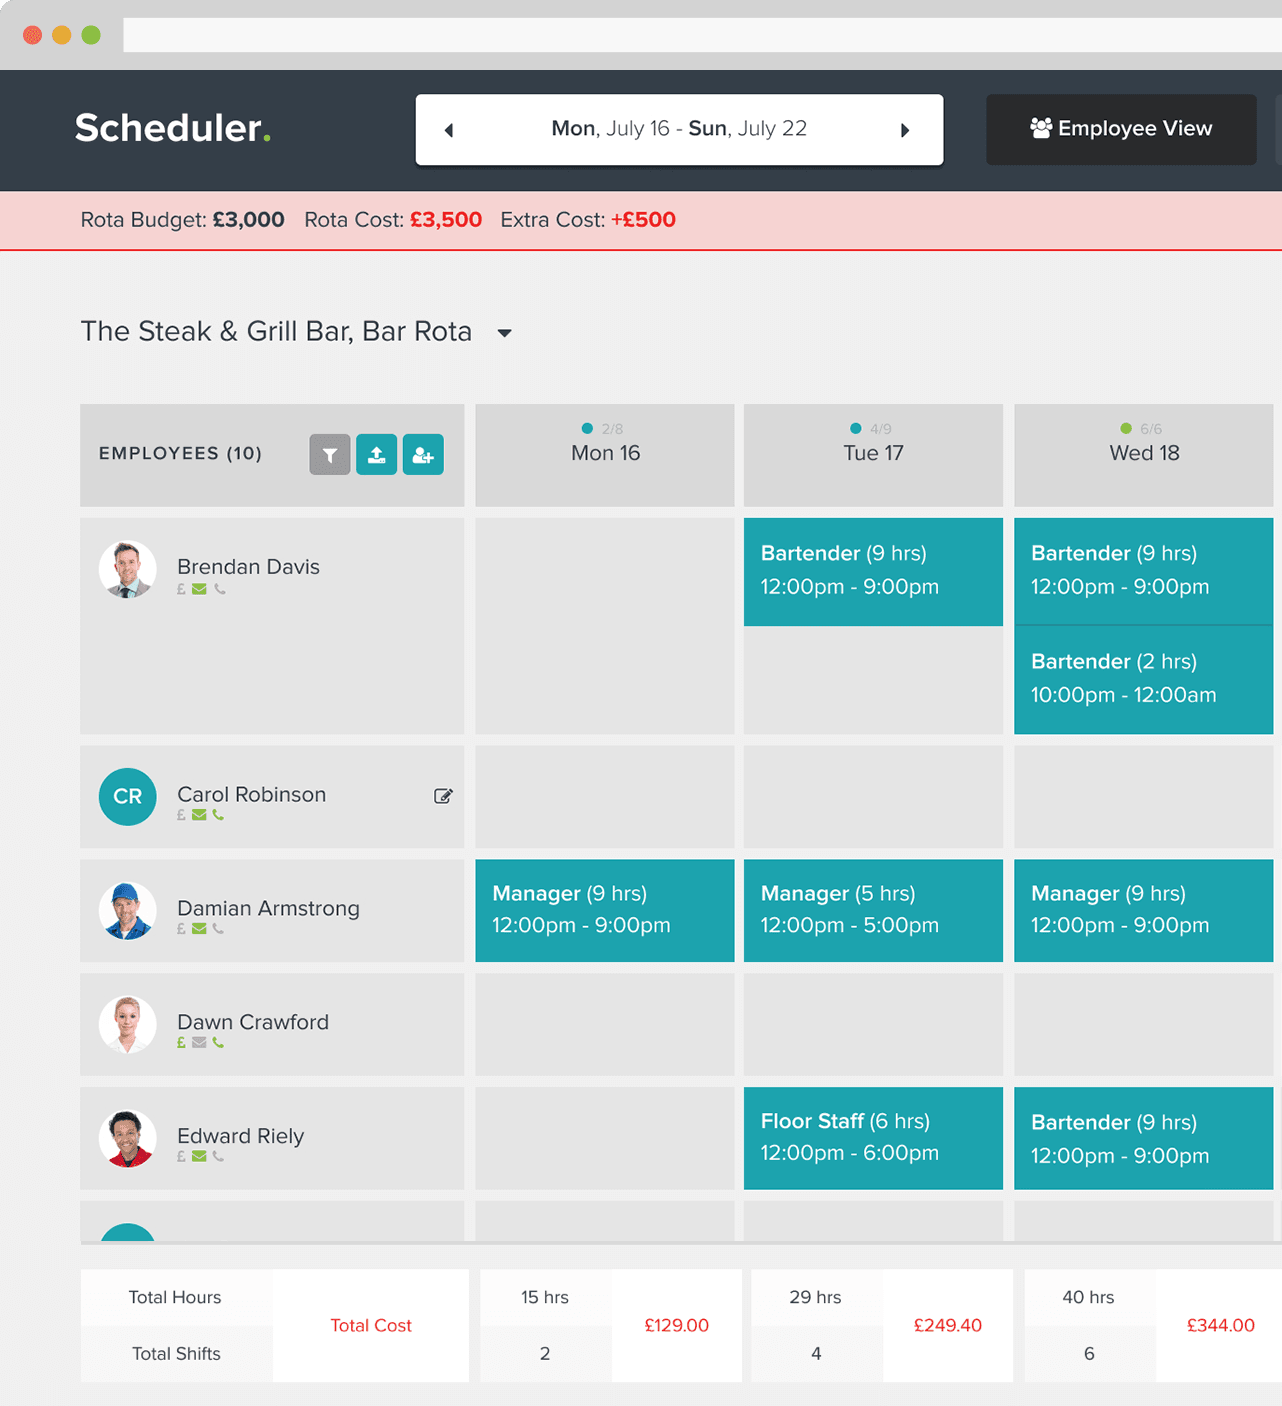 Scheduler.
Mon, July 16 - Sun, July 22
Employee View
Rota Budget: £3,000 Rota Cost: £3,500 Extra Cost: +£500
The Steak & Grill Bar, Bar Rota
EMPLOYEES (10)
2/8
Mon 16
4/9
Tue 17
6/6
Wed 18
Brendan Davis
£
Bartender (9 hrs)
12:00pm - 9:00pm
Bartender (9 hrs)
12:00pm - 9:00pm
Bartender (2 hrs)
10:00pm - 12:00am
CR
Carol Robinson
£
Damian Armstrong
£
Manager (9 hrs)
12:00pm - 9:00pm
Manager (5 hrs)
12:00pm - 5:00pm
Manager (9 hrs)
12:00pm - 9:00pm
Dawn Crawford
£
Edward Riely
£
Floor Staff (6 hrs)
12:00pm - 6:00pm
Bartender (9 hrs)
12:00pm - 9:00pm
Total Hours
Total Shifts
Total Cost
15 hrs
2
£129.00
29 hrs
4
£249.40
40 hrs
6
£344.00